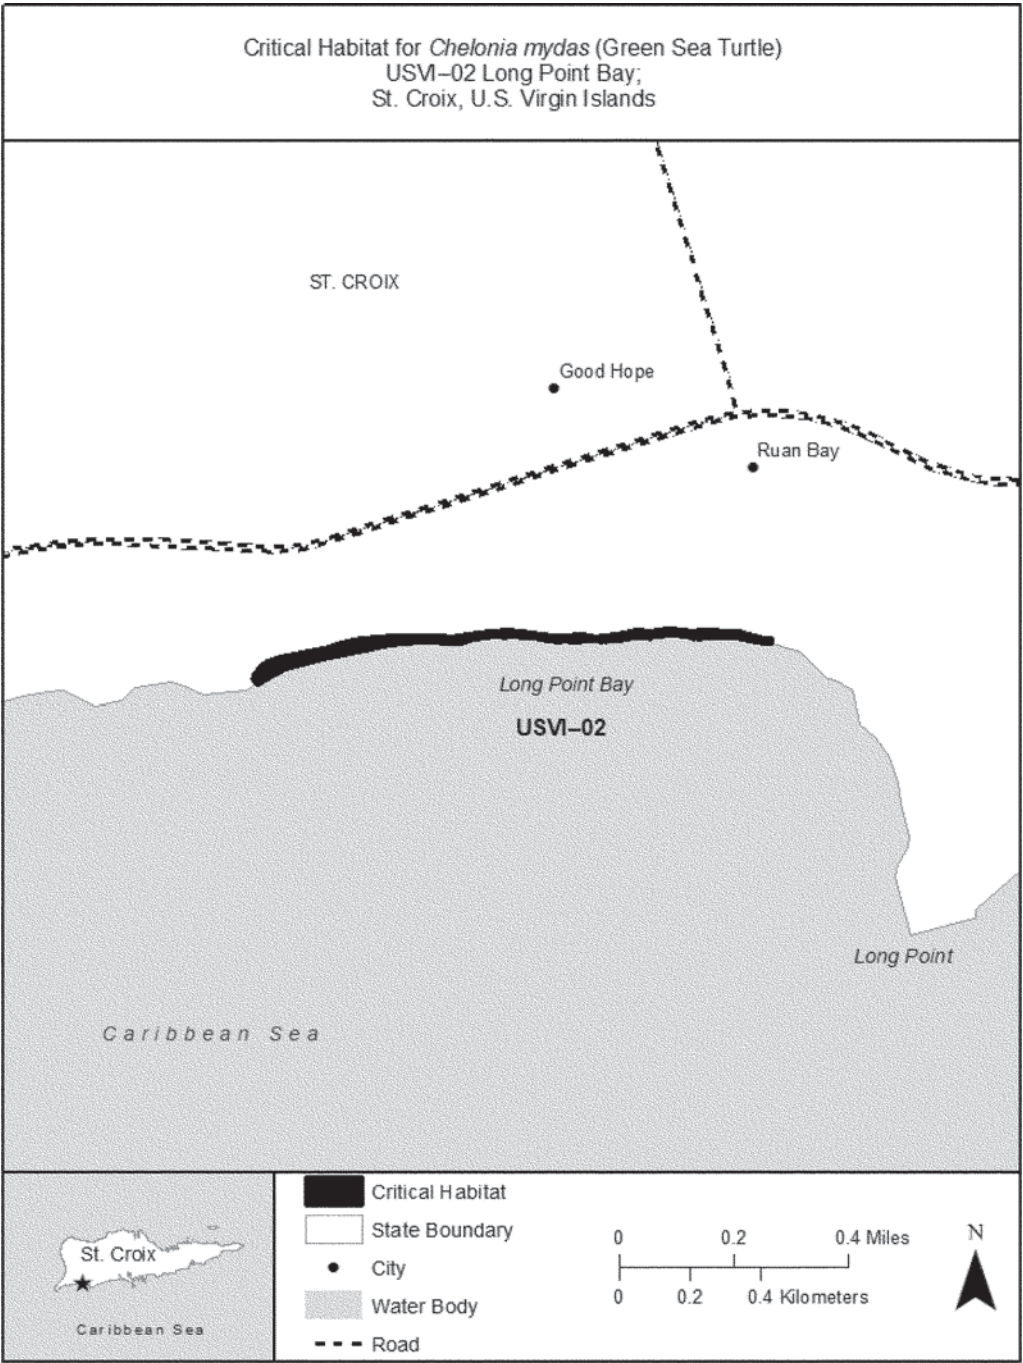 Critical Habitat for Chelonia mydas (Green Sea Turtle)
USVI–02 Long Point Bay;
St. Croix, U.S. Virgin Islands
ST. CROIX
Good Hope
Ruan Bay
Long Point Bay
USVI–02
Long Point
Caribbean Sea
St. Croix
Caribbean Sea
Critical Habitat
State Boundary
City
Water Body
Road
0 0.2 0.4 Miles
0 0.2 0.4 Kilometers
N